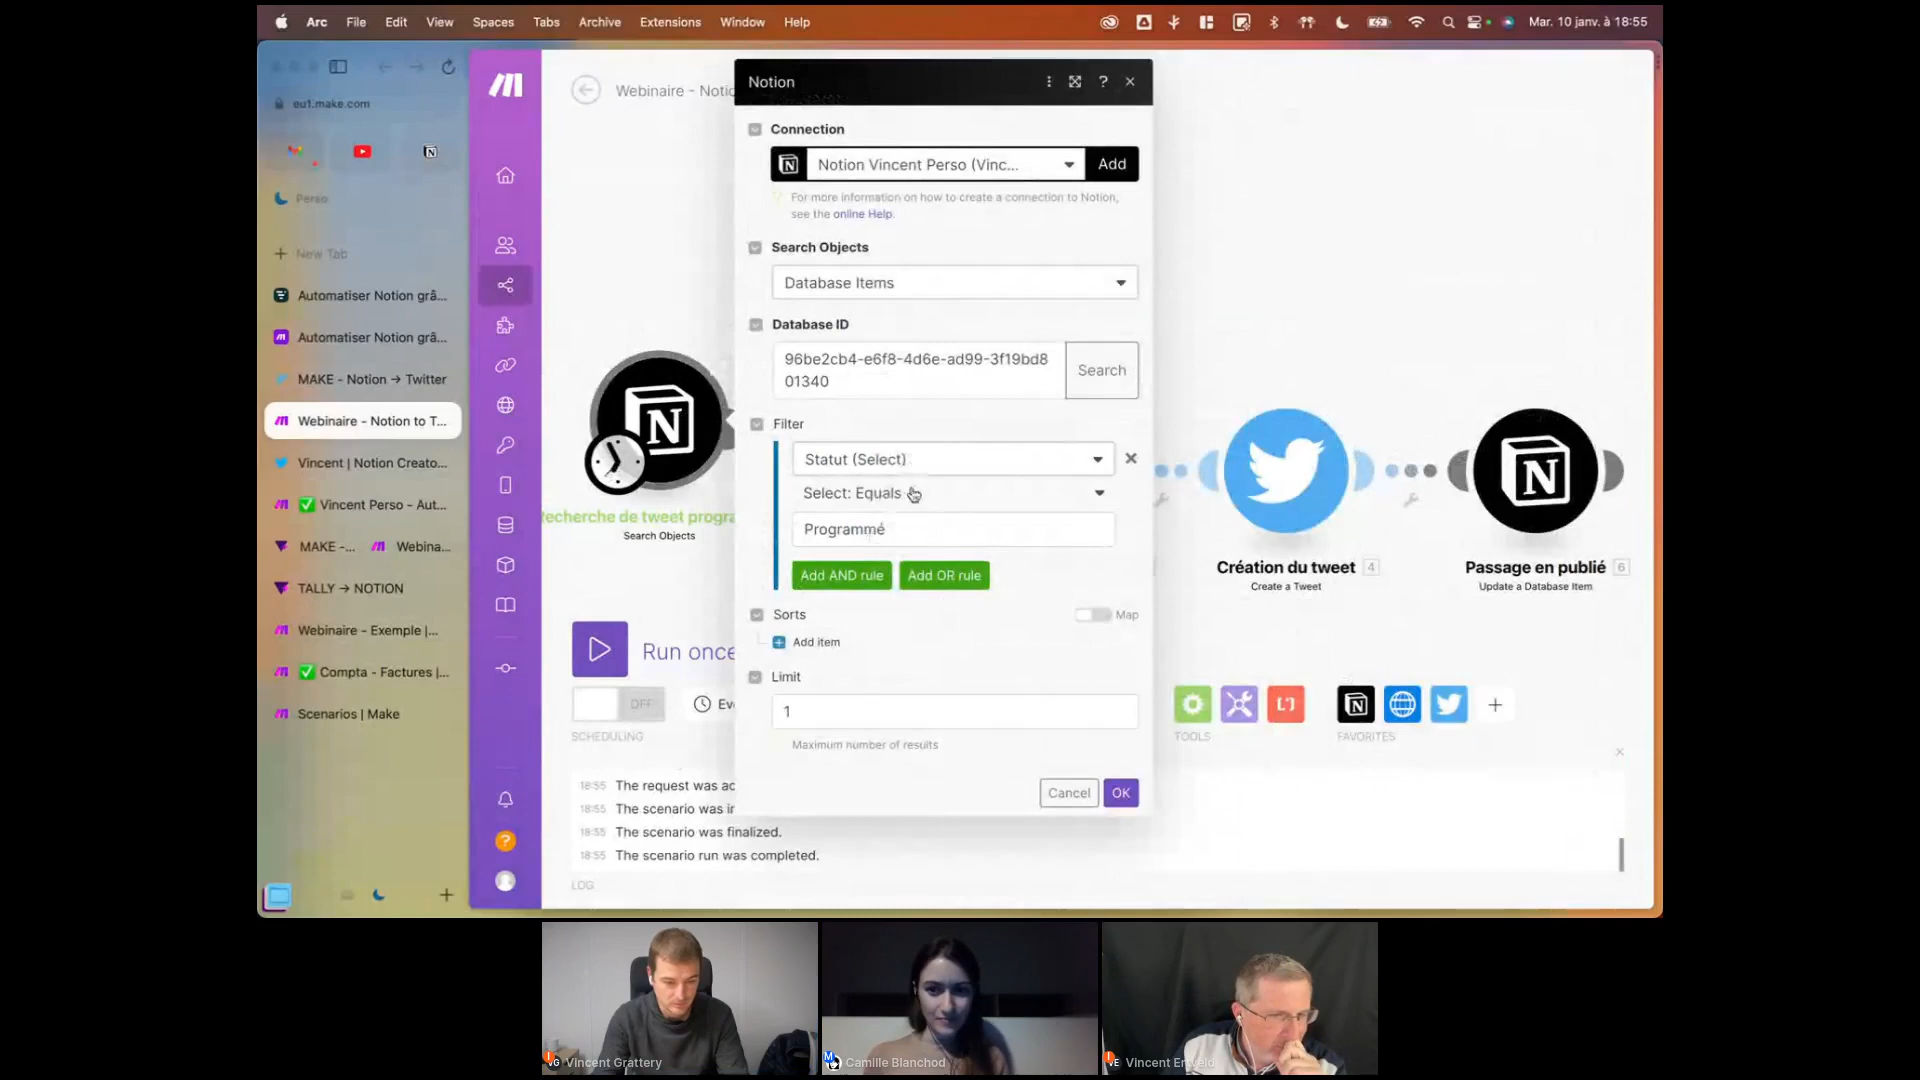 Arc File Edit View Spaces Tabs Archive Extensions Window Help
Mar. 10 janv. à 18:55
eu1.make.com
Perso
New Tab
Automatiser Notion grâ...
Automatiser Notion grâ...
MAKE - Notion → Twitter
Webinaire - Notion to T...
Vincent | Notion Creato...
✅ Vincent Perso - Aut...
MAKE -... Webina...
TALLY → NOTION
Webinaire - Exemple |...
✅ Compta - Factures |...
Scenarios | Make
Webinaire - Notio
Notion
Connection
Notion Vincent Perso (Vinc...
Add
For more information on how to create a connection to Notion,
see the online Help.
Search Objects
Database Items
Database ID
96be2cb4-e6f8-4d6e-ad99-3f19bd8
01340
Search
Filter
Statut (Select)
Select: Equals
Programmé
Add AND rule
Add OR rule
Sorts
Map
Add item
Limit
1
Maximum number of results
Cancel
OK
echerche de tweet progra
Search Objects
Création du tweet 4
Create a Tweet
Passage en publié 6
Update a Database Item
Run once
OFF
Eve
SCHEDULING
TOOLS
FAVORITES
18:55 The request was ac
18:55 The scenario was in
18:55 The scenario was finalized.
18:55 The scenario run was completed.
LOG
Vincent Grattery
Camille Blanchod
Vincent